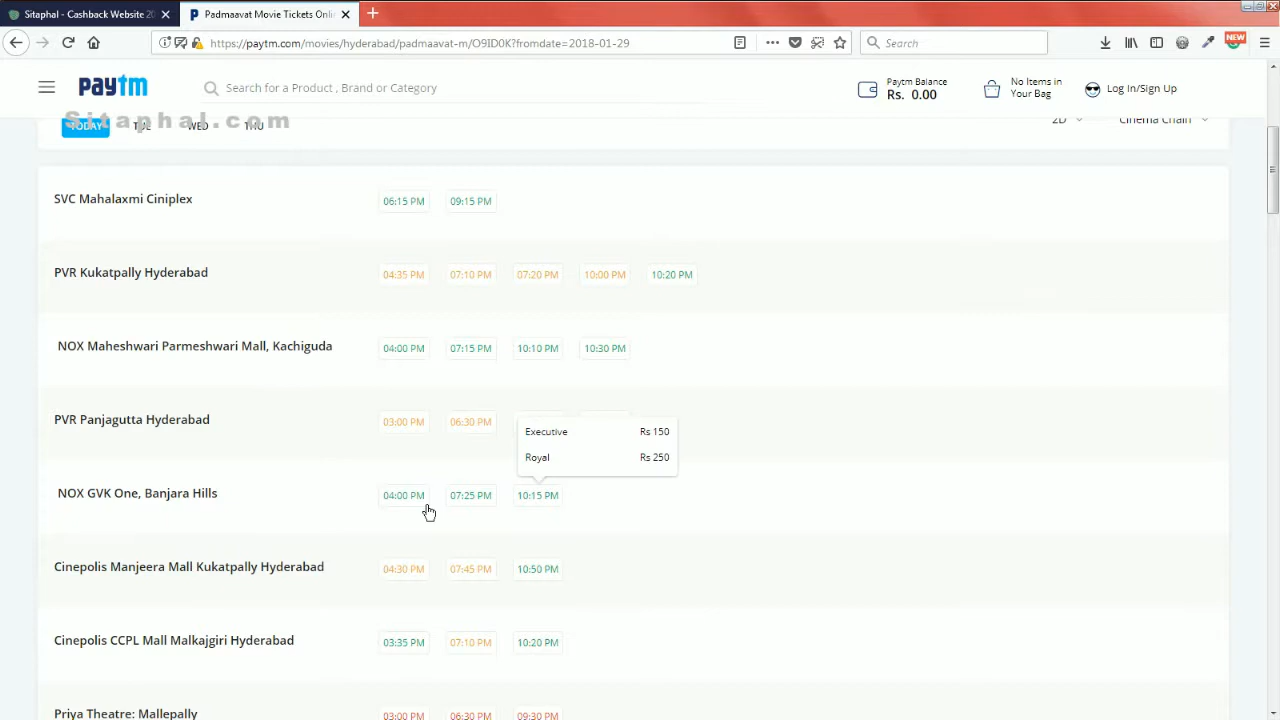 Sitaphal - Cashback Website 20
Padmaavat Movie Tickets Onli
https://paytm.com/movies/hyderabad/padmaavat-m/O9ID0K?fromdate=2018-01-29
Search
NEW
paytm
Search for a Product , Brand or Category
Paytm Balance
Rs. 0.00
No Items in
Your Bag
Log In/Sign Up
Sitaphal.com
TODAY TUE WED THU
2D Cinema Chain
SVC Mahalaxmi Ciniplex 06:15 PM 09:15 PM
PVR Kukatpally Hyderabad 04:35 PM 07:10 PM 07:20 PM 10:00 PM 10:20 PM
NOX Maheshwari Parmeshwari Mall, Kachiguda 04:00 PM 07:15 PM 10:10 PM 10:30 PM
PVR Panjagutta Hyderabad 03:00 PM 06:30 PM
Executive Rs 150
Royal Rs 250
NOX GVK One, Banjara Hills 04:00 PM 07:25 PM 10:15 PM
Cinepolis Manjeera Mall Kukatpally Hyderabad 04:30 PM 07:45 PM 10:50 PM
Cinepolis CCPL Mall Malkajgiri Hyderabad 03:35 PM 07:10 PM 10:20 PM
Priya Theatre: Mallepally 03:00 PM 06:30 PM 09:30 PM